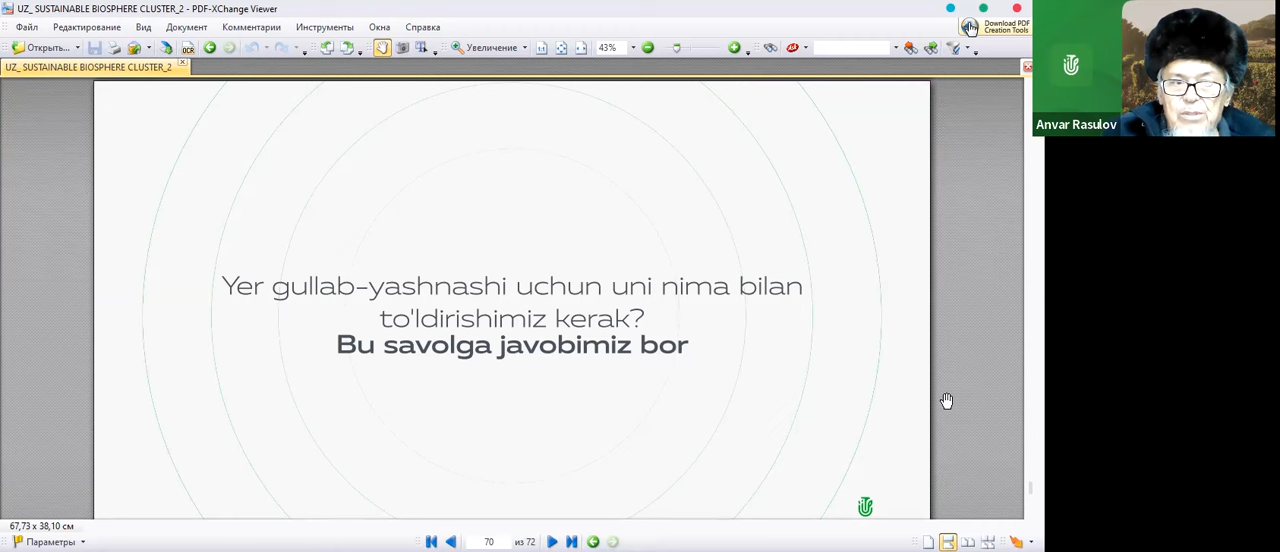 UZ_ SUSTAINABLE BIOSPHERE CLUSTER_2 - PDF-XChange Viewer
Файл Редактирование Вид Документ Комментарии Инструменты Окна Справка
Download PDF
Creation Tools
Открыть... OCR Увеличение 43%
UZ_ SUSTAINABLE BIOSPHERE CLUSTER_2
Anvar Rasulov
Yer gullab-yashnashi uchun uni nima bilan
to'ldirishimiz kerak?
Bu savolga javobimiz bor
67,73 x 38,10 см
Параметры 70 из 72